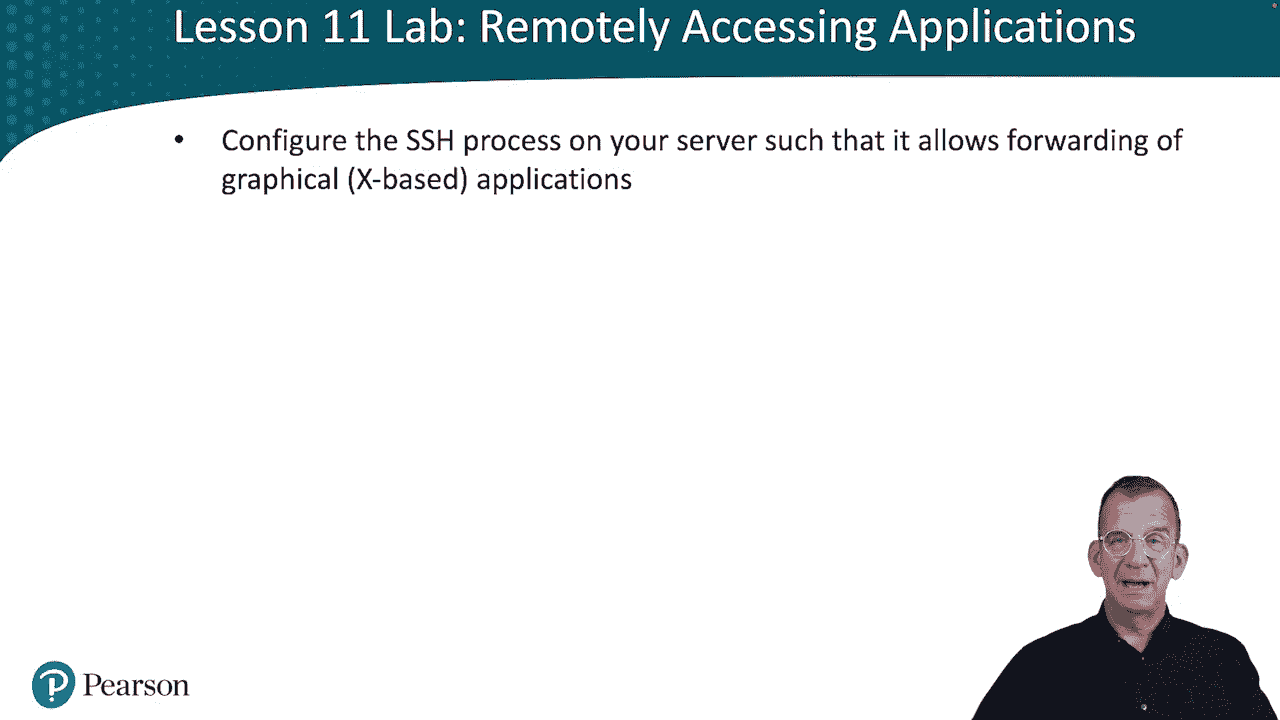 Lesson 11 Lab: Remotely Accessing Applications
• Configure the SSH process on your server such that it allows forwarding of
graphical (X-based) applications
Pearson